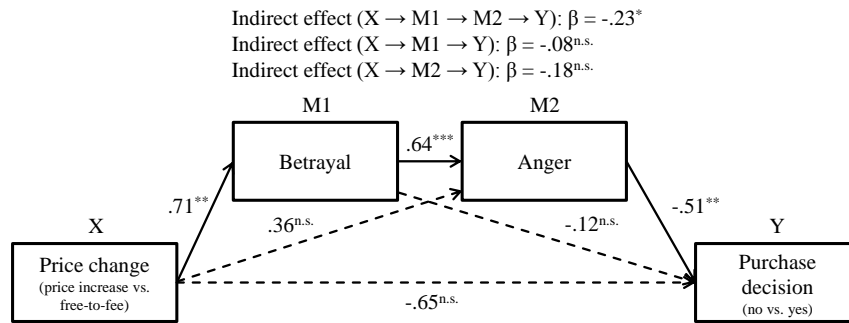 Indirect effect (X → M1 → M2 → Y): β = -.23*
Indirect effect (X → M1 → Y): β = -.08n.s.
Indirect effect (X → M2 → Y): β = -.18n.s.
M1
M2
Betrayal
.64***
Anger
.71**
.36n.s.
-.12n.s.
-.51**
X
Y
Price change
(price increase vs.
free-to-fee)
-.65n.s.
Purchase
decision
(no vs. yes)